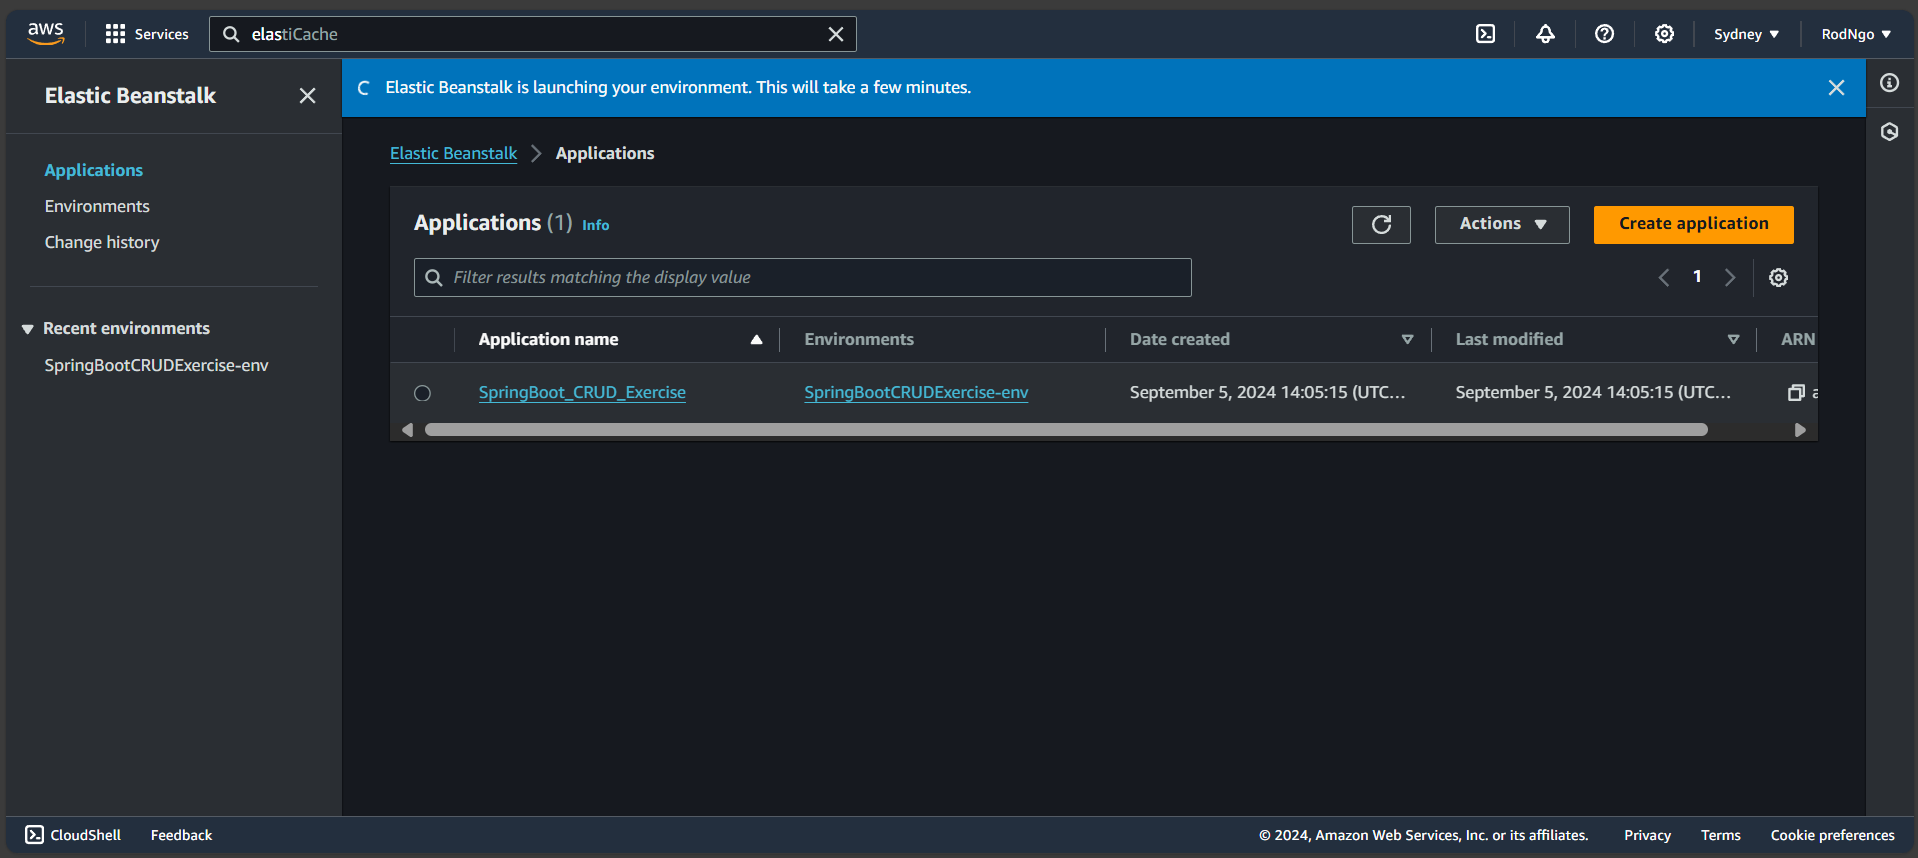 aws Services elastiCache Sydney RodNgo
Elastic Beanstalk
Elastic Beanstalk is launching your environment. This will take a few minutes.
Applications
Environments
Change history
Recent environments
SpringBootCRUDExercise-env
Elastic Beanstalk Applications
Applications (1) Info
Actions
Create application
Filter results matching the display value
1
Application name Environments Date created Last modified ARN
SpringBoot_CRUD_Exercise SpringBootCRUDExercise-env September 5, 2024 14:05:15 (UTC... September 5, 2024 14:05:15 (UTC...
CloudShell Feedback © 2024, Amazon Web Services, Inc. or its affiliates. Privacy Terms Cookie preferences